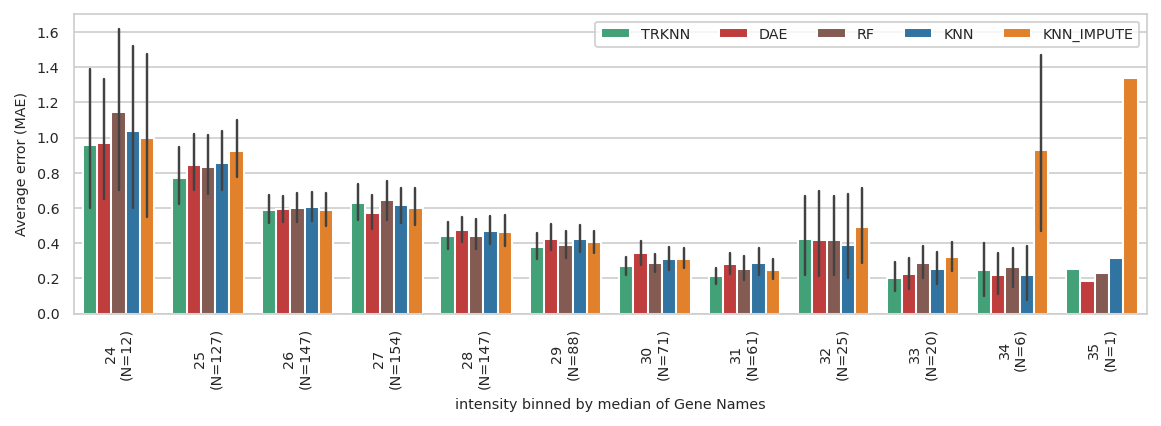 TRKNN DAE RF KNN KNN_IMPUTE
Average error (MAE)
1.6
1.4
1.2
1.0
0.8
0.6
0.4
0.2
0.0
24
(N=12)
25
(N=127)
26
(N=147)
27
(N=154)
28
(N=147)
29
(N=88)
30
(N=71)
31
(N=61)
32
(N=25)
33
(N=20)
34
(N=6)
35
(N=1)
intensity binned by median of Gene Names